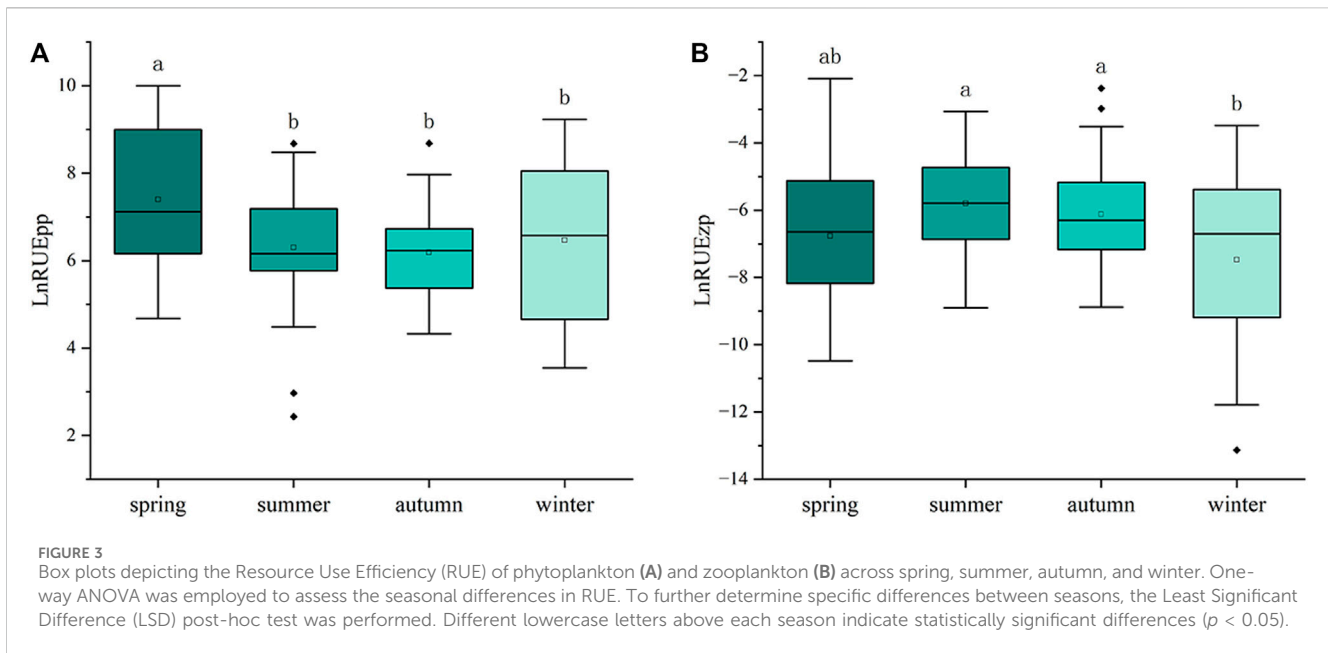 A
B
a
b
b
b
ab
a
a
b
10
8
6
4
2
LnRUEpp
−2
−4
−6
−8
−10
−12
−14
LnRUEzp
spring summer autumn winter
spring summer autumn winter
FIGURE 3
Box plots depicting the Resource Use Efficiency (RUE) of phytoplankton (A) and zooplankton (B) across spring, summer, autumn, and winter. One-
way ANOVA was employed to assess the seasonal differences in RUE. To further determine specific differences between seasons, the Least Significant
Difference (LSD) post-hoc test was performed. Different lowercase letters above each season indicate statistically significant differences (p < 0.05).